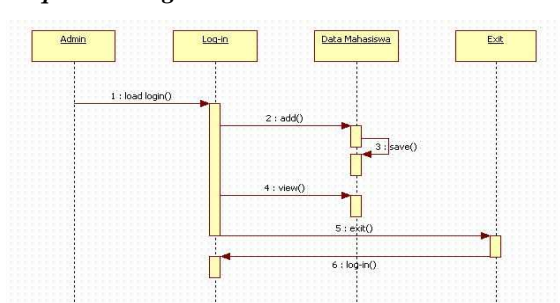 Admin
Log-in
Data Mahasiswa
Exit
1 : load login()
2 : add()
3 : save()
4 : view()
5 : exit()
6 : log-in()